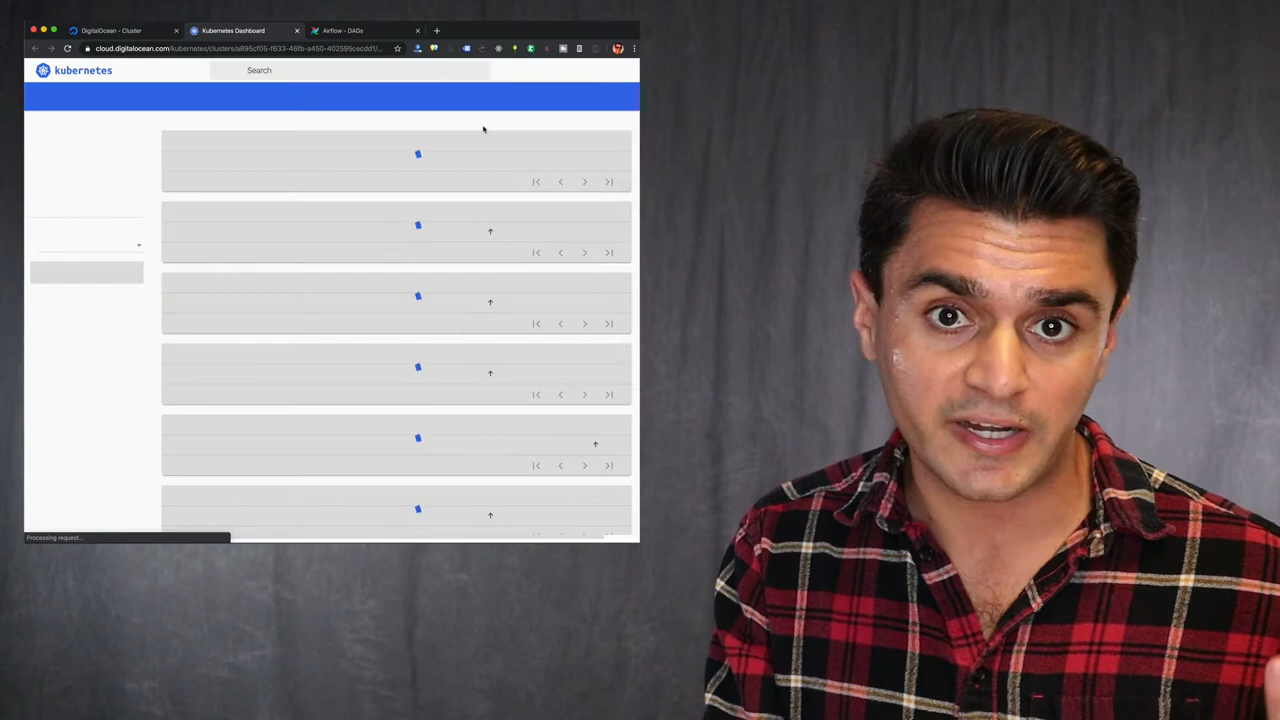 DigitalOcean - Cluster
Kubernetes Dashboard
Airflow - DAGs
cloud.digitalocean.com/kubernetes/clusters/a895cf05-f633-46fb-a450-402595cecdd1/...
kubernetes
Search
Processing request...